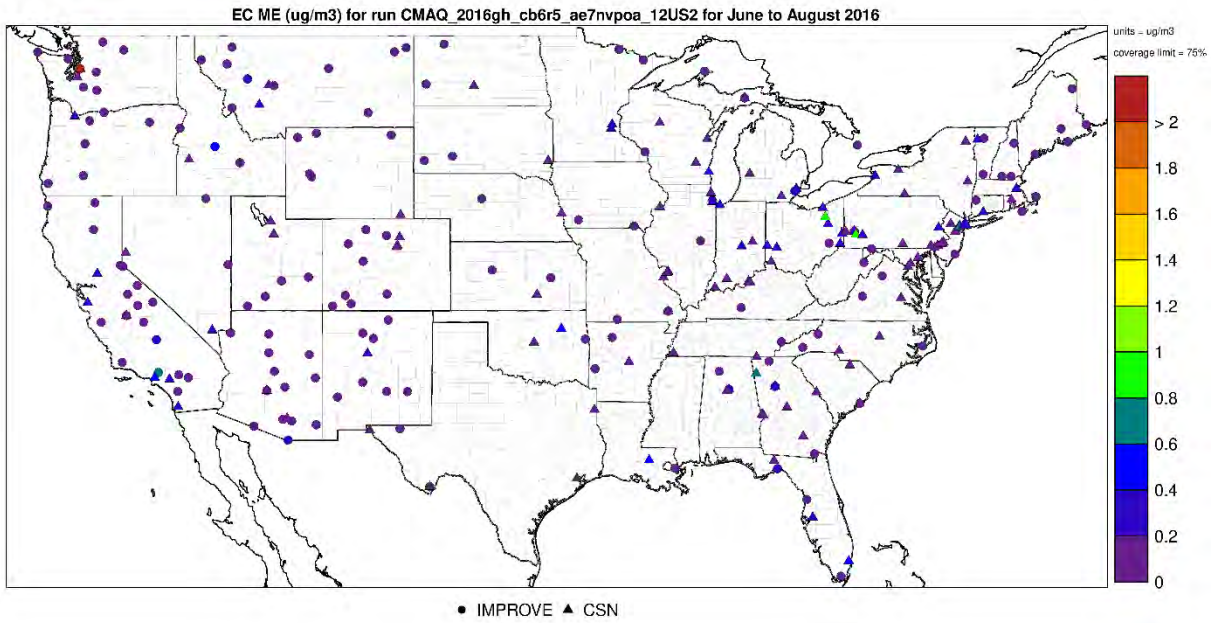 EC ME (ug/m3) for run CMAQ_2016gh_cb6r5_ae7nvpoa_12US2 for June to August 2016
units = ug/m3
coverage limit = 75%
> 2
1.8
1.6
1.4
1.2
1
0.8
0.6
0.4
0.2
0
IMPROVE CSN